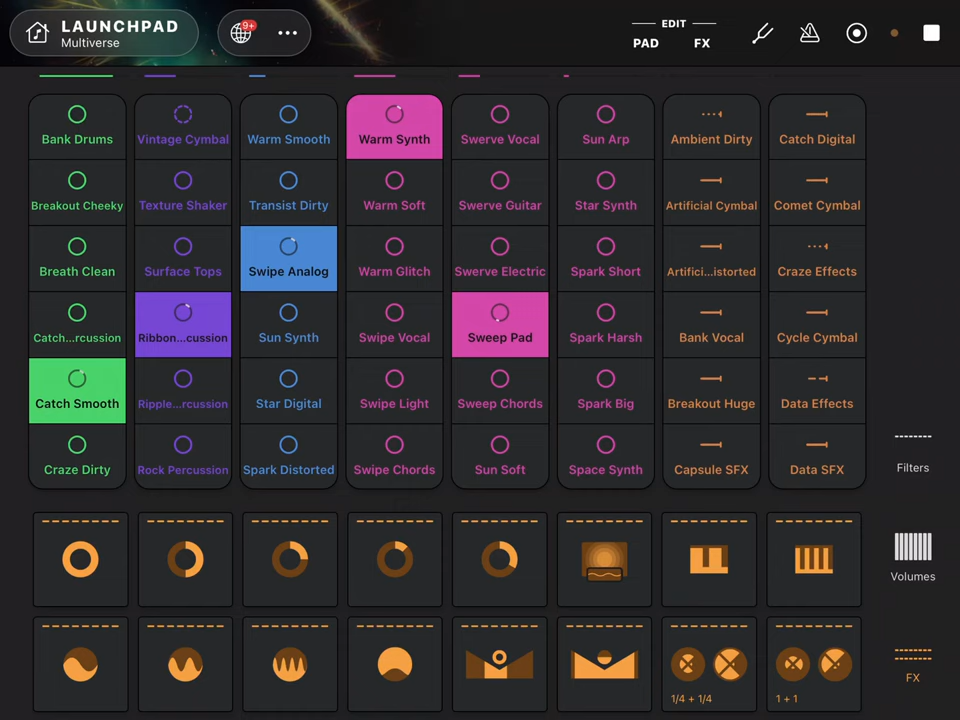 LAUNCHPAD
Multiverse
9+
EDIT
PAD FX
Bank Drums Vintage Cymbal Warm Smooth Warm Synth Swerve Vocal Sun Arp Ambient Dirty Catch Digital
Breakout Cheeky Texture Shaker Transist Dirty Warm Soft Swerve Guitar Star Synth Artificial Cymbal Comet Cymbal
Breath Clean Surface Tops Swipe Analog Warm Glitch Swerve Electric Spark Short Artifici...istorted Craze Effects
Catch...rcussion Ribbon...cussion Sun Synth Swipe Vocal Sweep Pad Spark Harsh Bank Vocal Cycle Cymbal
Catch Smooth Ripple...rcussion Star Digital Swipe Light Sweep Chords Spark Big Breakout Huge Data Effects
Craze Dirty Rock Percussion Spark Distorted Swipe Chords Sun Soft Space Synth Capsule SFX Data SFX
Filters
Volumes
FX
1/4 + 1/4 1 + 1